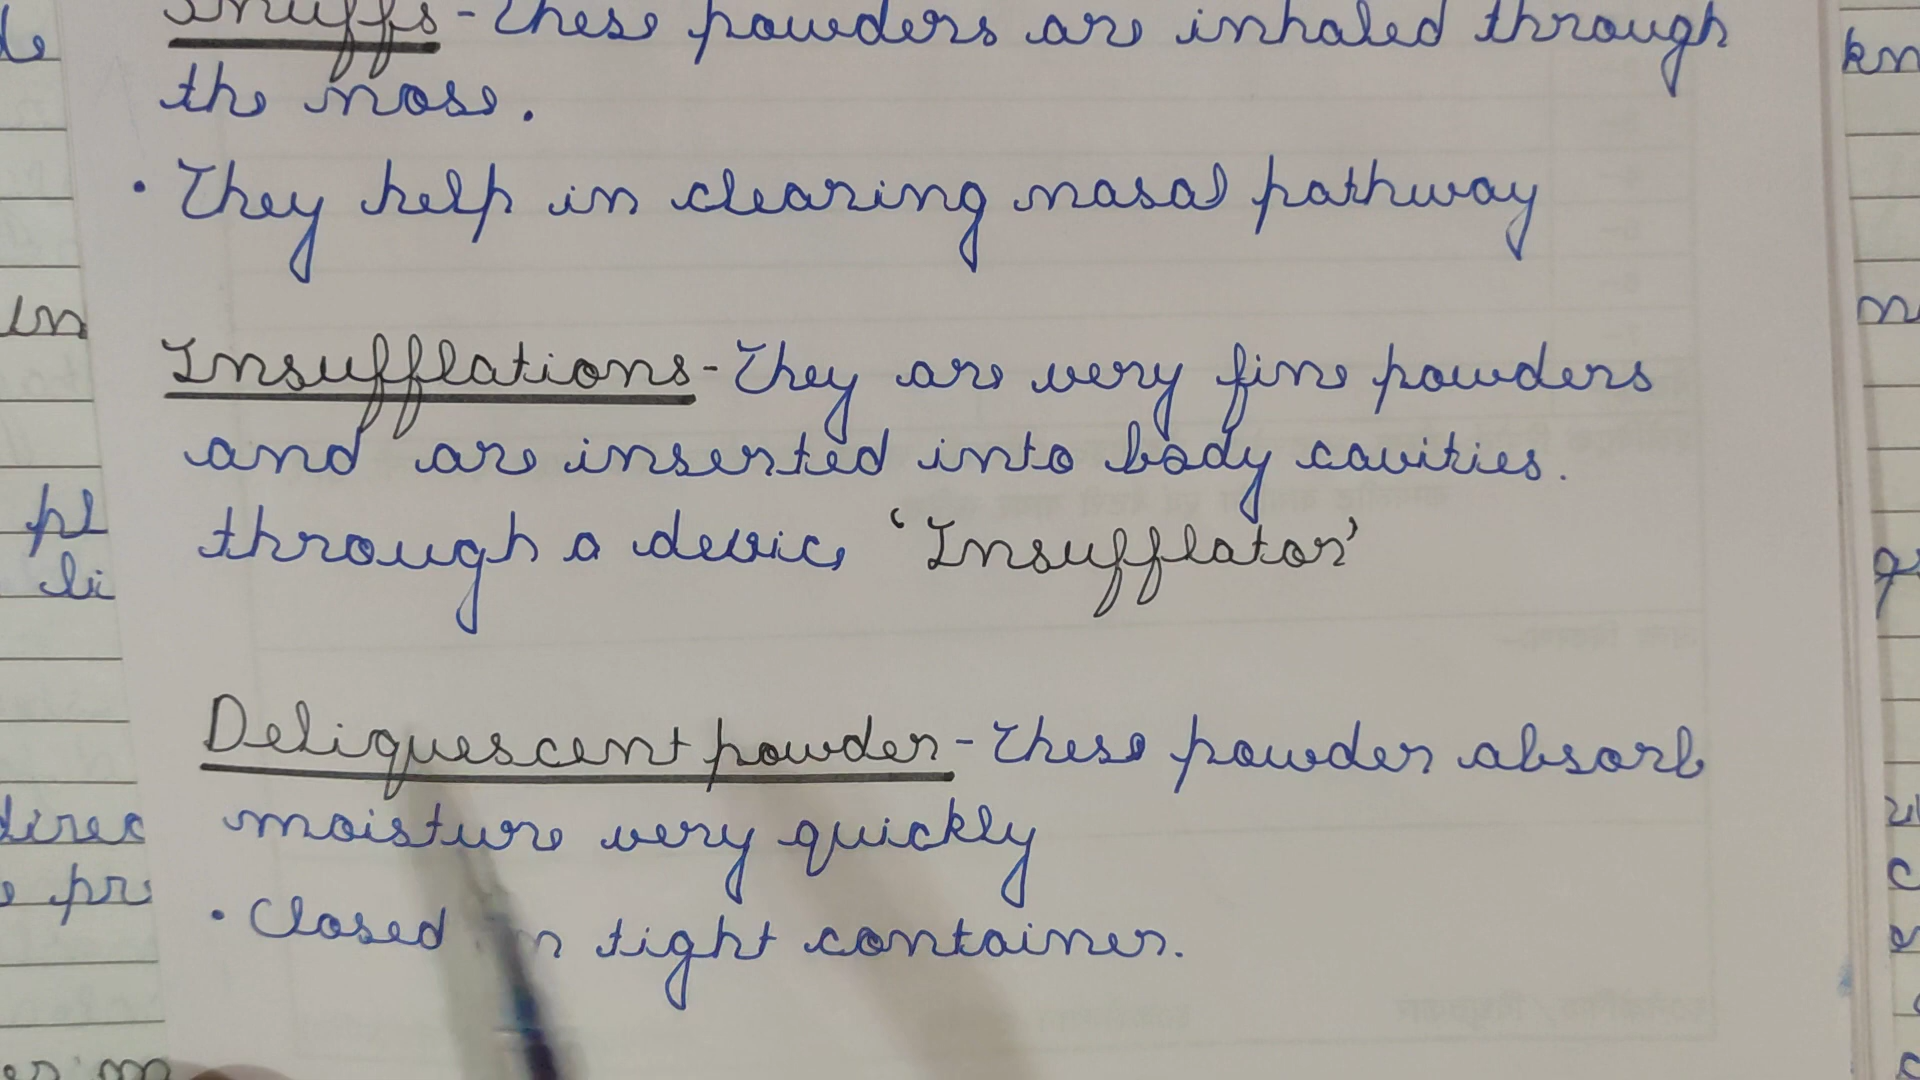 Snuffs - These powders are inhaled through
the nose.
• They help in clearing nasal pathway
Insufflations - They are very fine powders
and are inserted into body cavities.
through a device 'Insufflator'
Deliquescent powder - These powder absorb
moisture very quickly
• Closed in tight container.